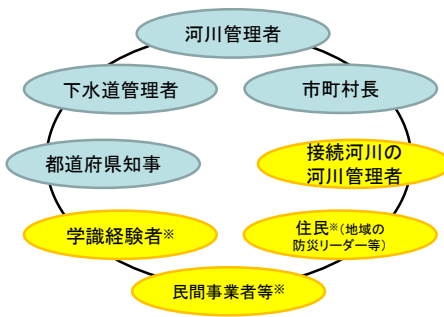 河川管理者
下水道管理者
市町村長
都道府県知事
接続河川の
河川管理者
学識経験者※
住民※(地域の
防災リーダー等)
民間事業者等※